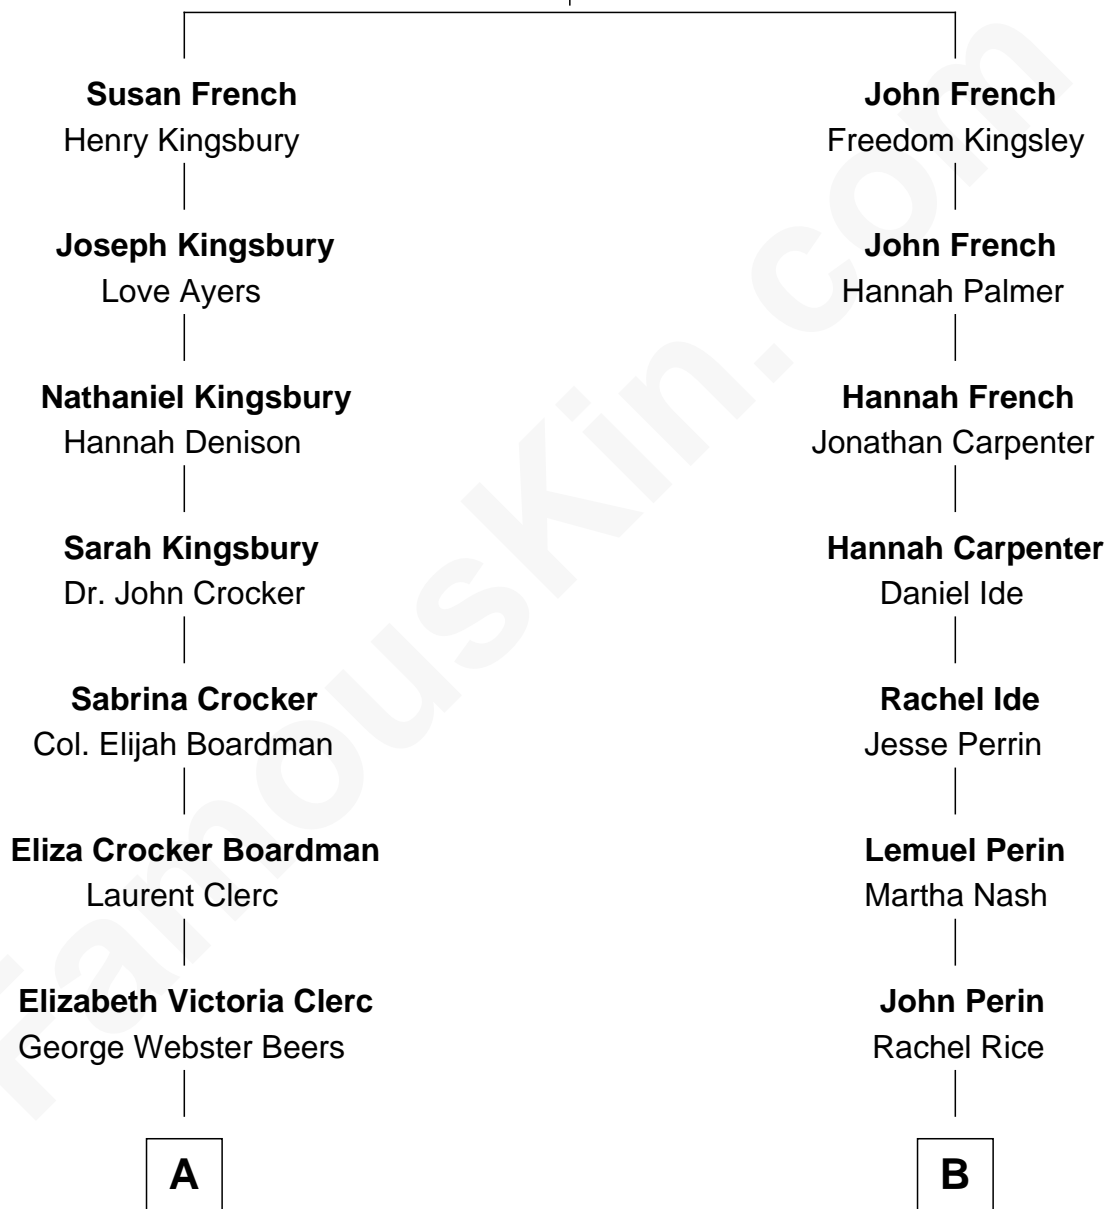 Susan French
Henry Kingsbury
John French
Freedom Kingsley
Joseph Kingsbury
Love Ayers
John French
Hannah Palmer
Nathaniel Kingsbury
Hannah Denison
Hannah French
Jonathan Carpenter
Sarah Kingsbury
Dr. John Crocker
Hannah Carpenter
Daniel Ide
Sabrina Crocker
Col. Elijah Boardman
Rachel Ide
Jesse Perrin
Eliza Crocker Boardman
Laurent Clerc
Lemuel Perin
Martha Nash
Elizabeth Victoria Clerc
George Webster Beers
John Perin
Rachel Rice
A
B
FamousKin.com